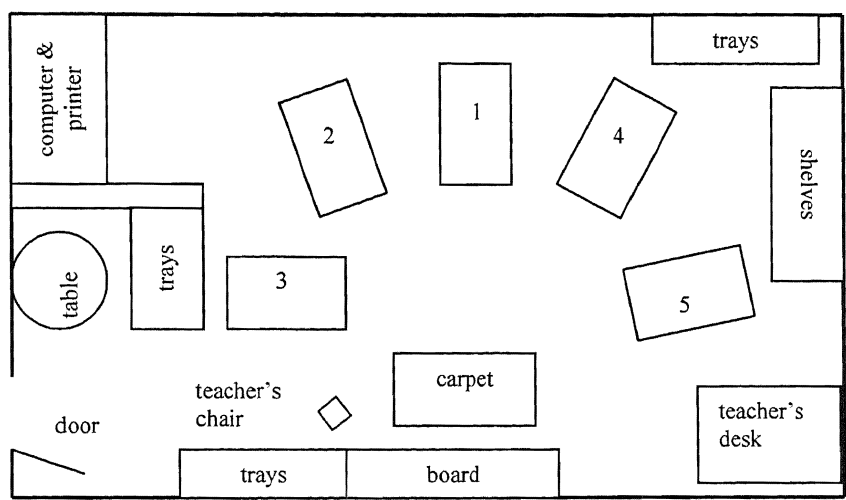 trays
computer &
printer
1
2
4
shelves
table
trays
3
5
carpet
teacher's
chair
teacher's
desk
door
trays
board